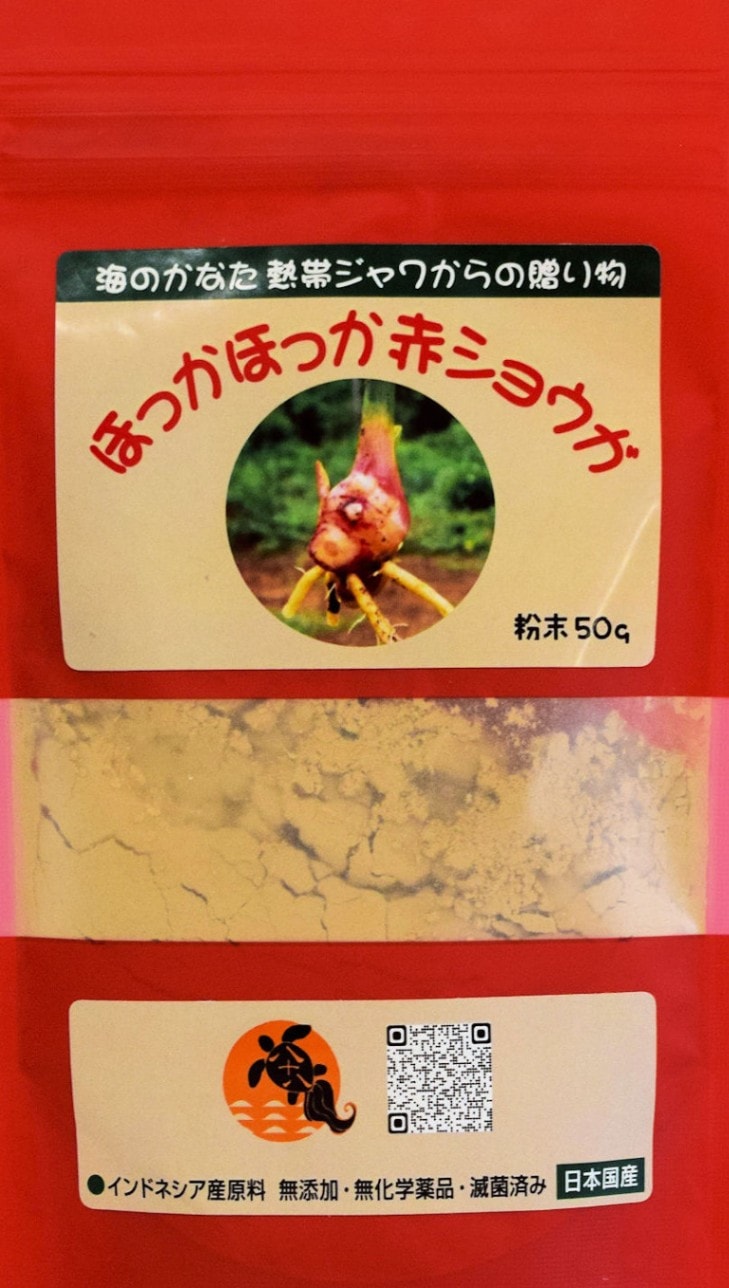 海のかなた 熱帯ジャワからの贈り物
ほっかほっか赤ショウガ
粉末50g
●インドネシア産原料 無添加・無化学薬品・滅菌済み 日本国産